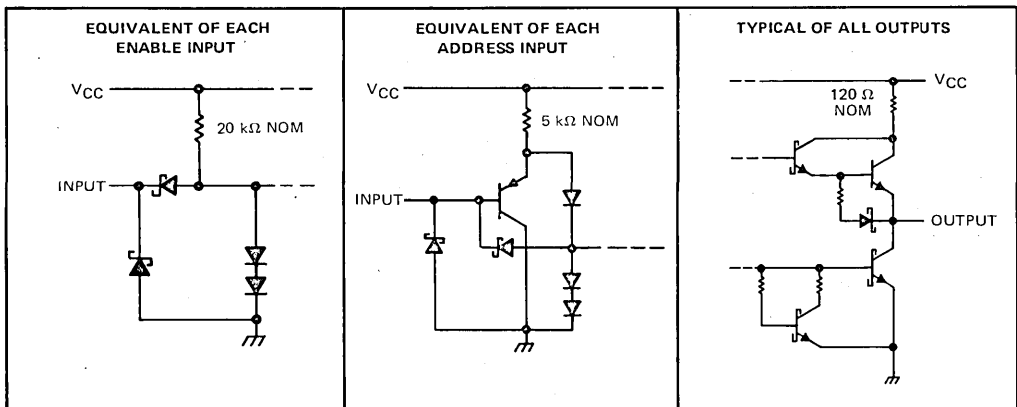 EQUIVALENT OF EACH
ENABLE INPUT
VCC
20 kΩ NOM
INPUT
EQUIVALENT OF EACH
ADDRESS INPUT
VCC
5 kΩ NOM
INPUT
TYPICAL OF ALL OUTPUTS
VCC
120 Ω
NOM
OUTPUT